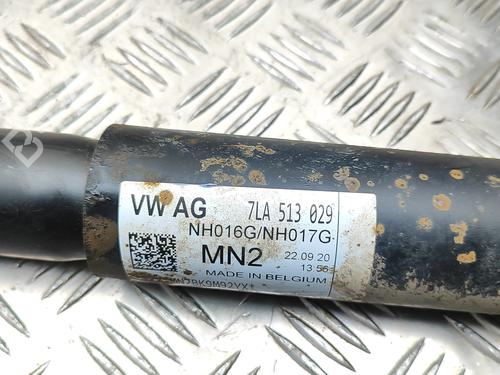 VW AG 7LA 513 029
NH016G/NH017G
MN2 22.09.20
13:56
MADE IN BELGIUM